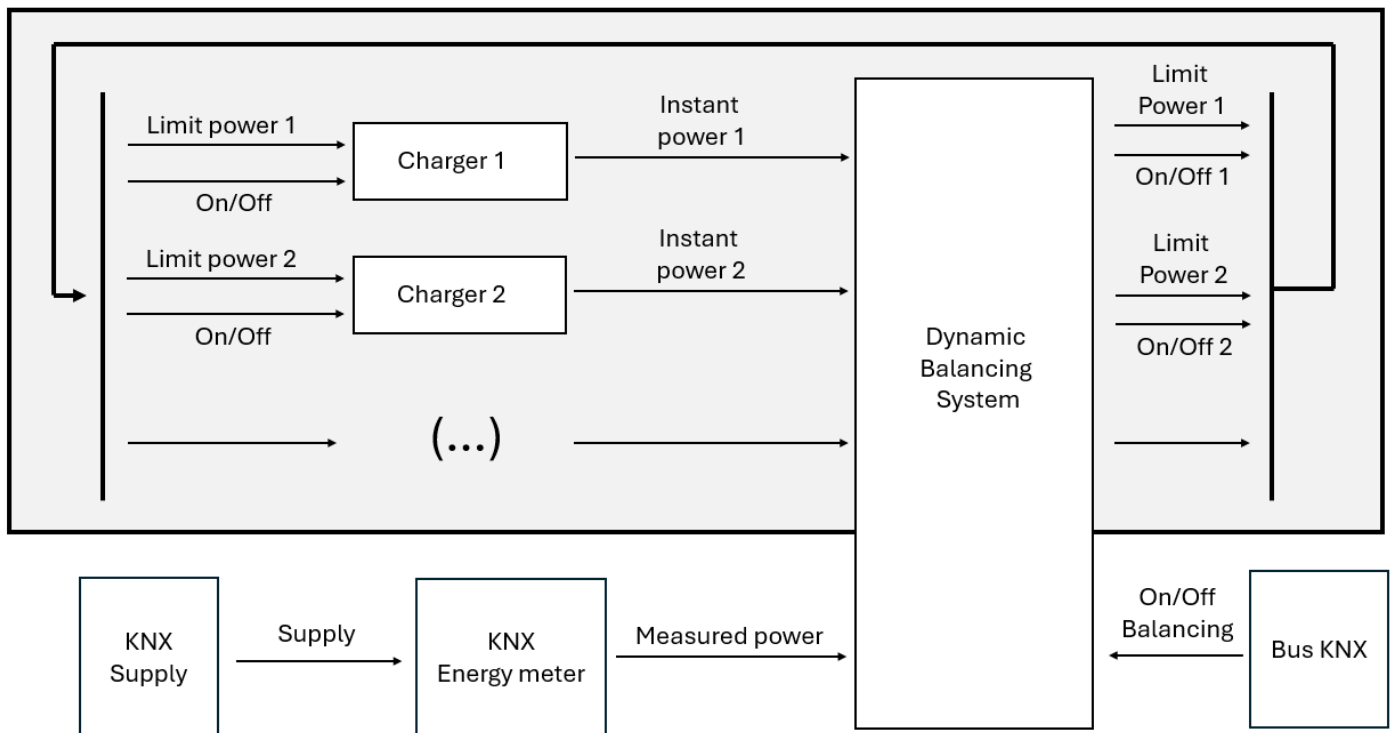 Limit power 1
On/Off
Charger 1
Instant
power 1
Limit
Power 1
On/Off 1
Limit power 2
On/Off
Charger 2
Instant
power 2
Limit
Power 2
On/Off 2
(...)
Dynamic
Balancing
System
KNX
Supply
Supply
KNX
Energy meter
Measured power
On/Off
Balancing
Bus KNX